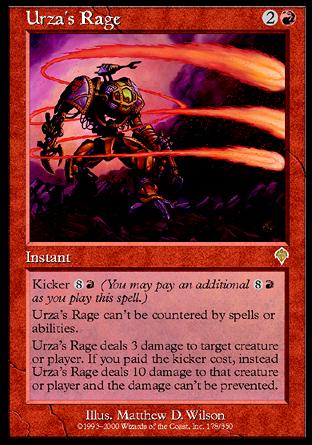 Urza's Rage 2
Instant
Kicker 8 (You may pay an additional 8
as you play this spell.)
Urza's Rage can't be countered by spells or
abilities.
Urza's Rage deals 3 damage to target creature
or player. If you paid the kicker cost, instead
Urza's Rage deals 10 damage to that creature
or player and the damage can't be prevented.
Illus. Matthew D. Wilson
©1993-2000 Wizards of the Coast, Inc. 178/350